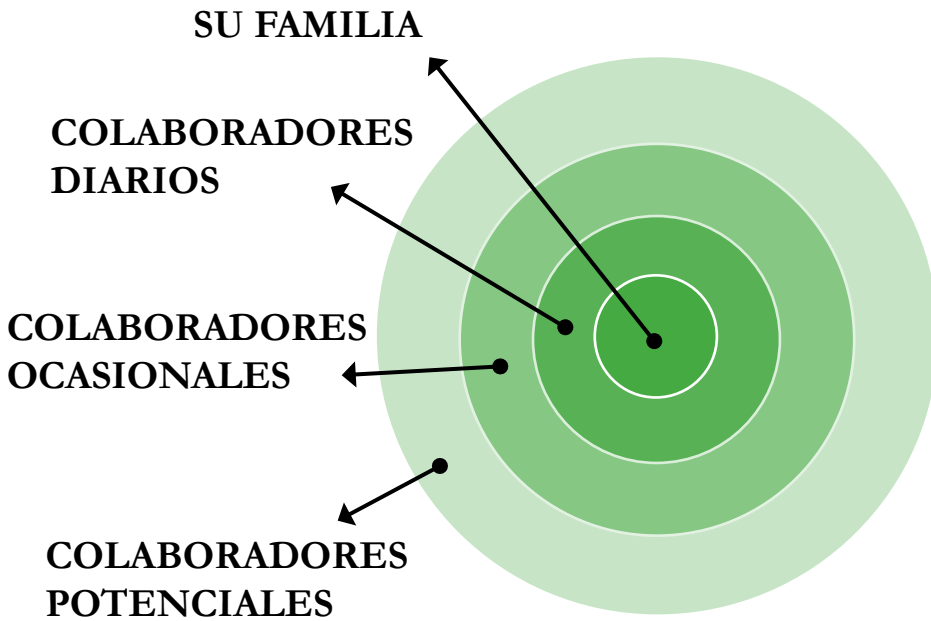 SU FAMILIA
COLABORADORES
DIARIOS
COLABORADORES
OCASIONALES
COLABORADORES
POTENCIALES